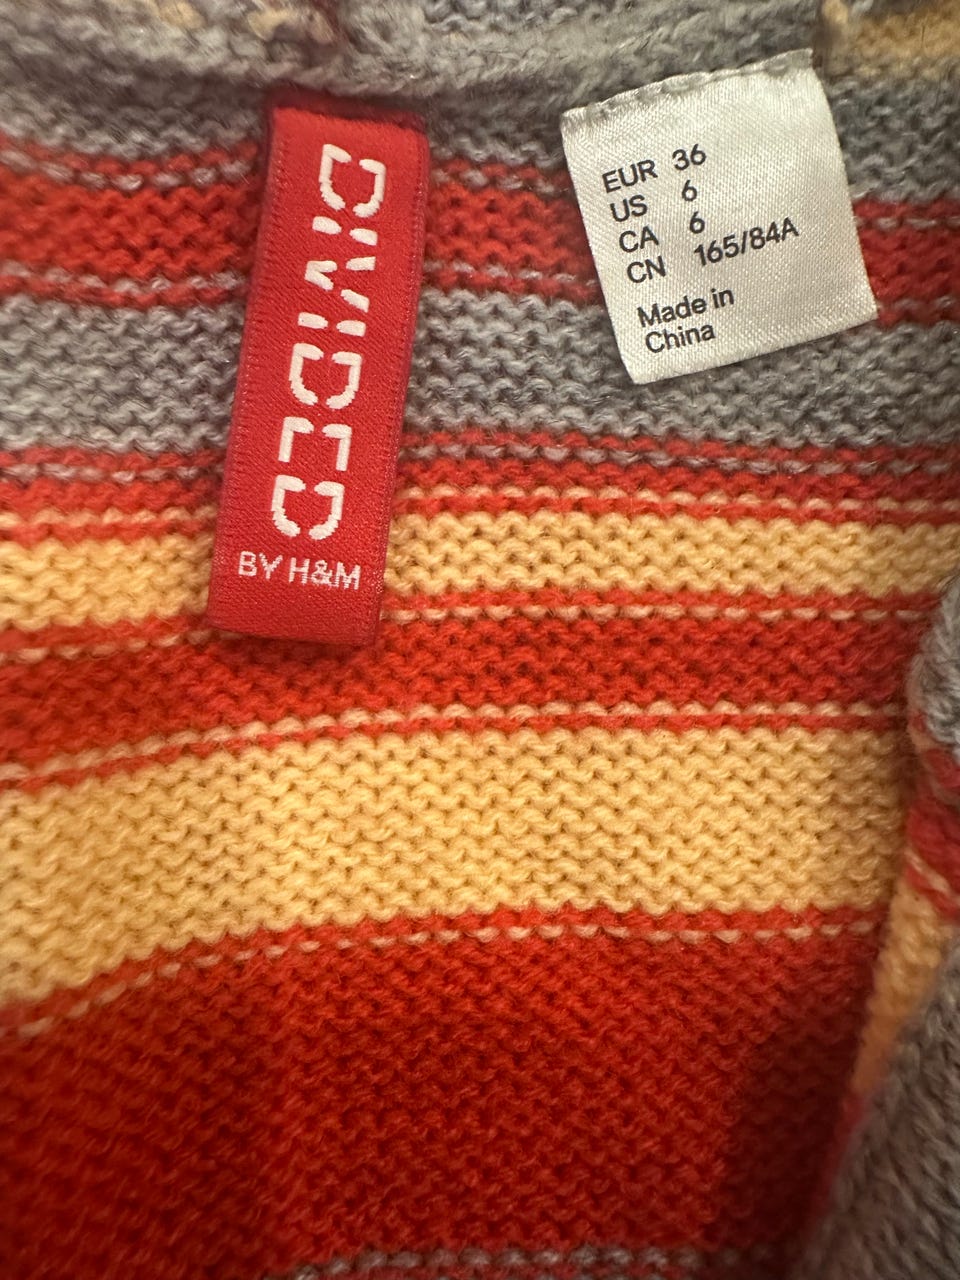 DIVIDED
BY H&M
EUR 36
US 6
CA 6
CN 165/84A
Made in
China